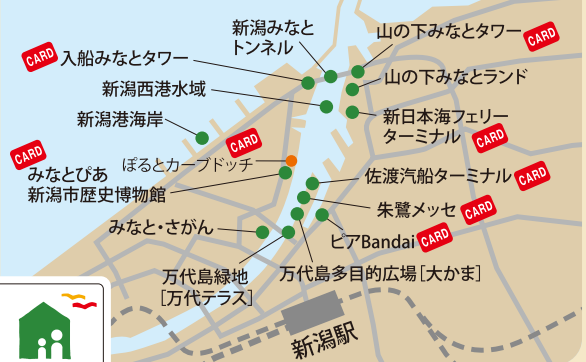 新潟みなと
トンネル
山の下みなとタワー
CARD
CARD
入船みなとタワー
山の下みなとランド
新潟西港水域
新日本海フェリー
ターミナル
CARD
新潟港海岸
CARD
CARD
ぽるとカーブドッチ
みなとぴあ
新潟市歴史博物館
佐渡汽船ターミナル
CARD
朱鷺メッセ
CARD
みなと・さがん
ピアBandai
CARD
万代島緑地
[万代テラス]
万代島多目的広場[大かま]
新潟駅